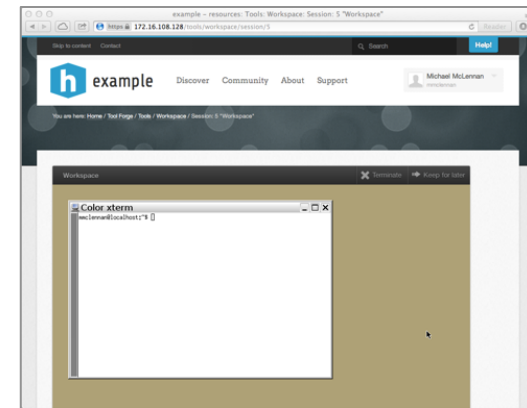 example – resources: Tools: Workspace: Session: 5 "Workspace"
https 172.16.108.128/tools/workspace/session/5
Reader
Skip to content Contact
Search
Help!
h example
Discover Community About Support
Michael McLennan
mmclennan
You are here: Home / Tool Forge / Tools / Workspace / Session: 5 "Workspace"
Workspace
Terminate
Keep for later
Color xterm
mmclennan@localhost:~$